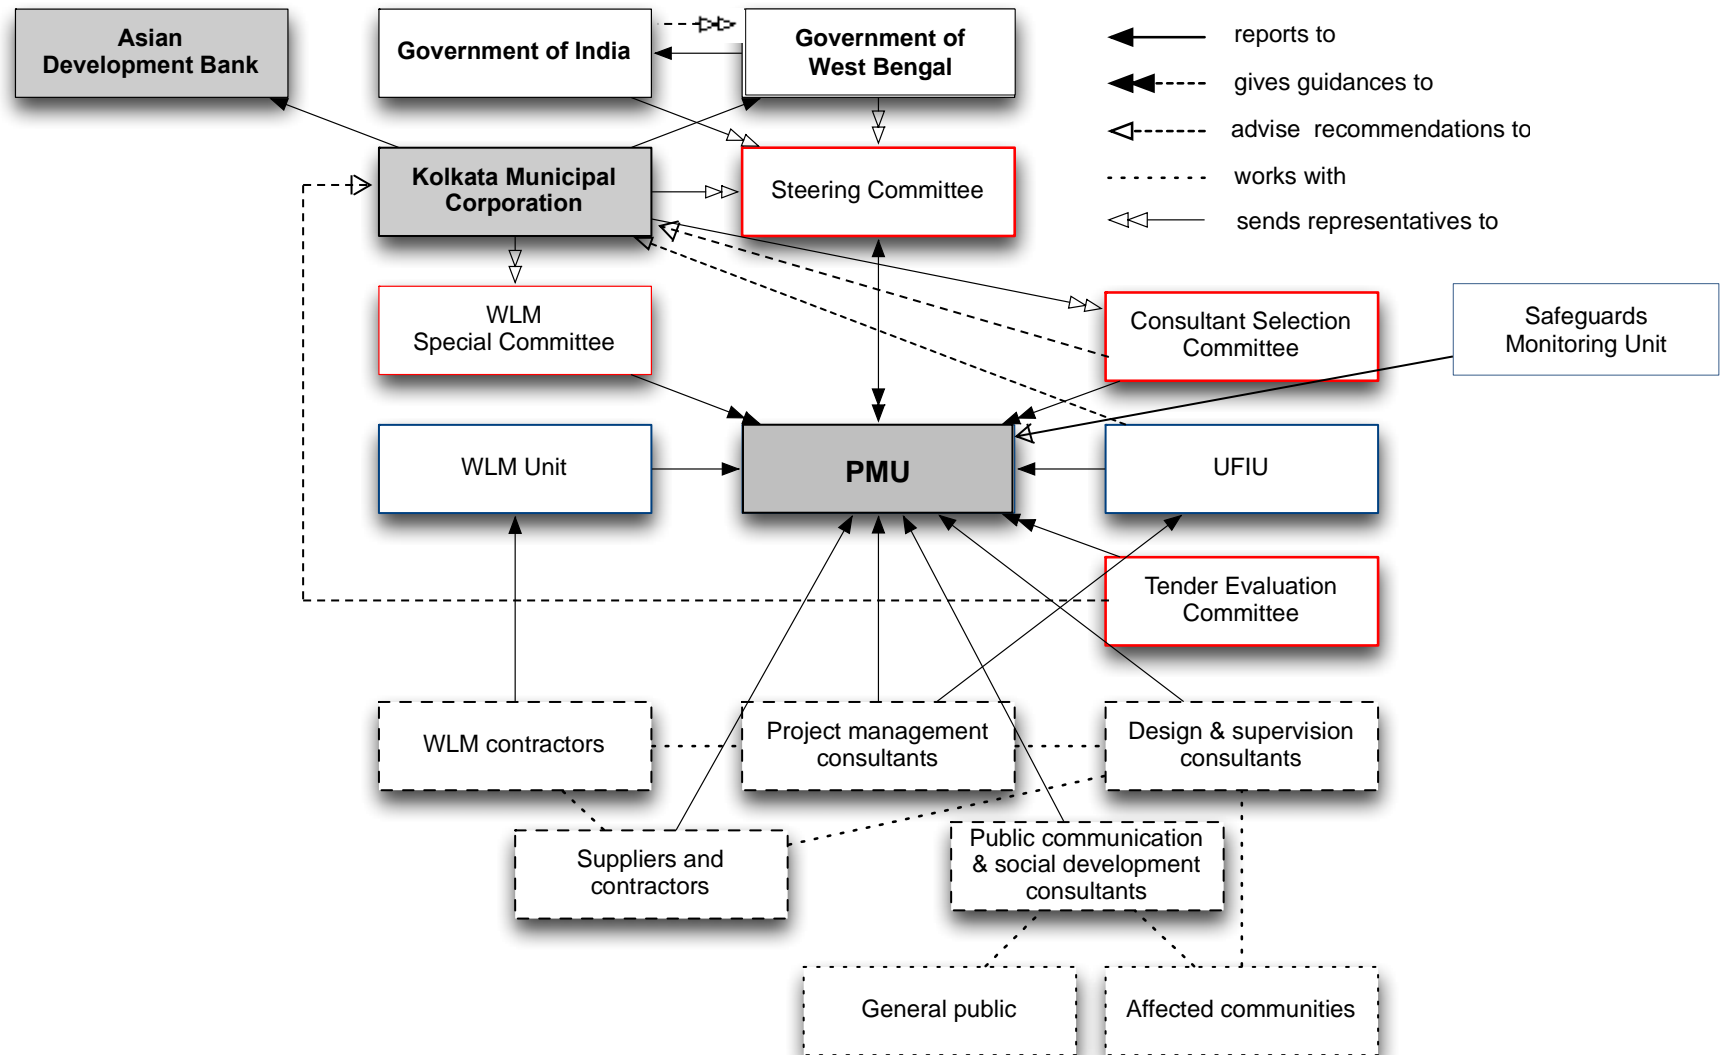 Asian
Development Bank
Government of India
Government of
West Bengal
reports to
gives guidances to
advise recommendations to
works with
sends representatives to
Kolkata Municipal
Corporation
Steering Committee
WLM
Special Committee
Consultant Selection
Committee
Safeguards
Monitoring Unit
WLM Unit
PMU
UFIU
Tender Evaluation
Committee
WLM contractors
Project management
consultants
Design & supervision
consultants
Suppliers and
contractors
Public communication
& social development
consultants
General public
Affected communities